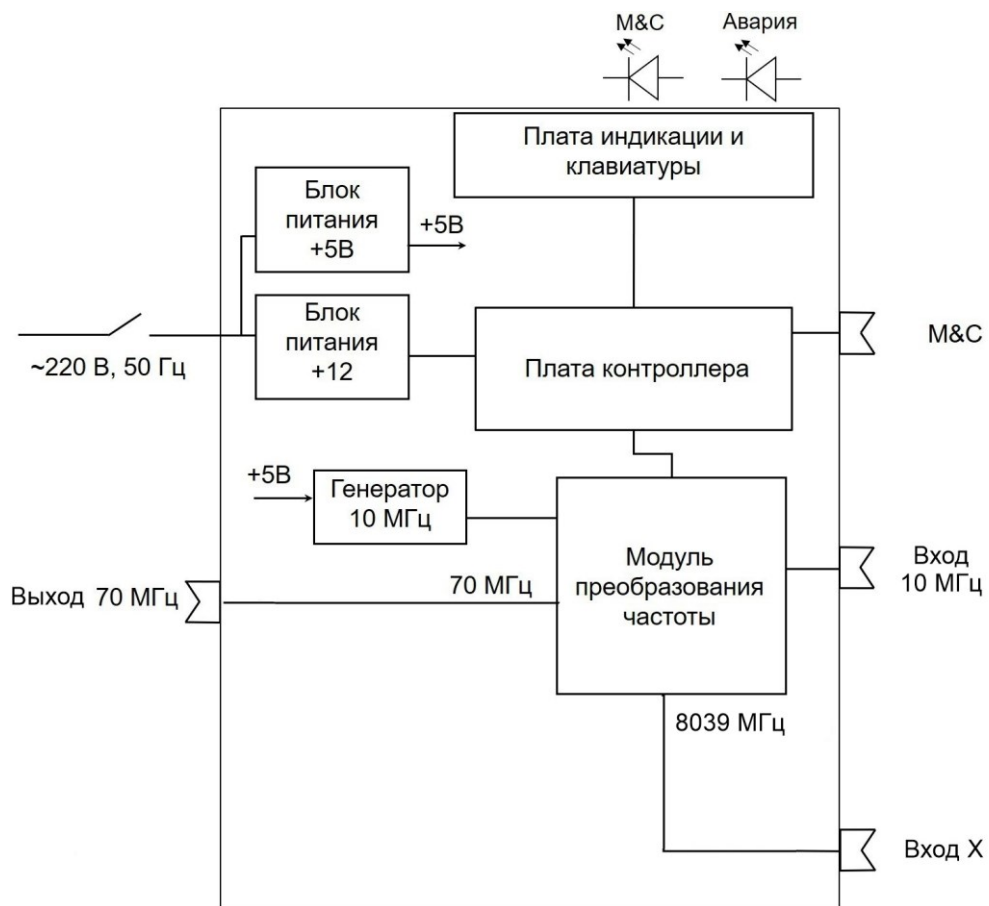 М&С
Авария
Плата индикации и
клавиатуры
Блок
питания
+5В
+5В
Блок
питания
+12
~220 В, 50 Гц
Плата контроллера
М&С
+5В
Генератор
10 МГц
Модуль
преобразования
частоты
Вход
10 МГц
Выход 70 МГц
70 МГц
8039 МГц
Вход Х